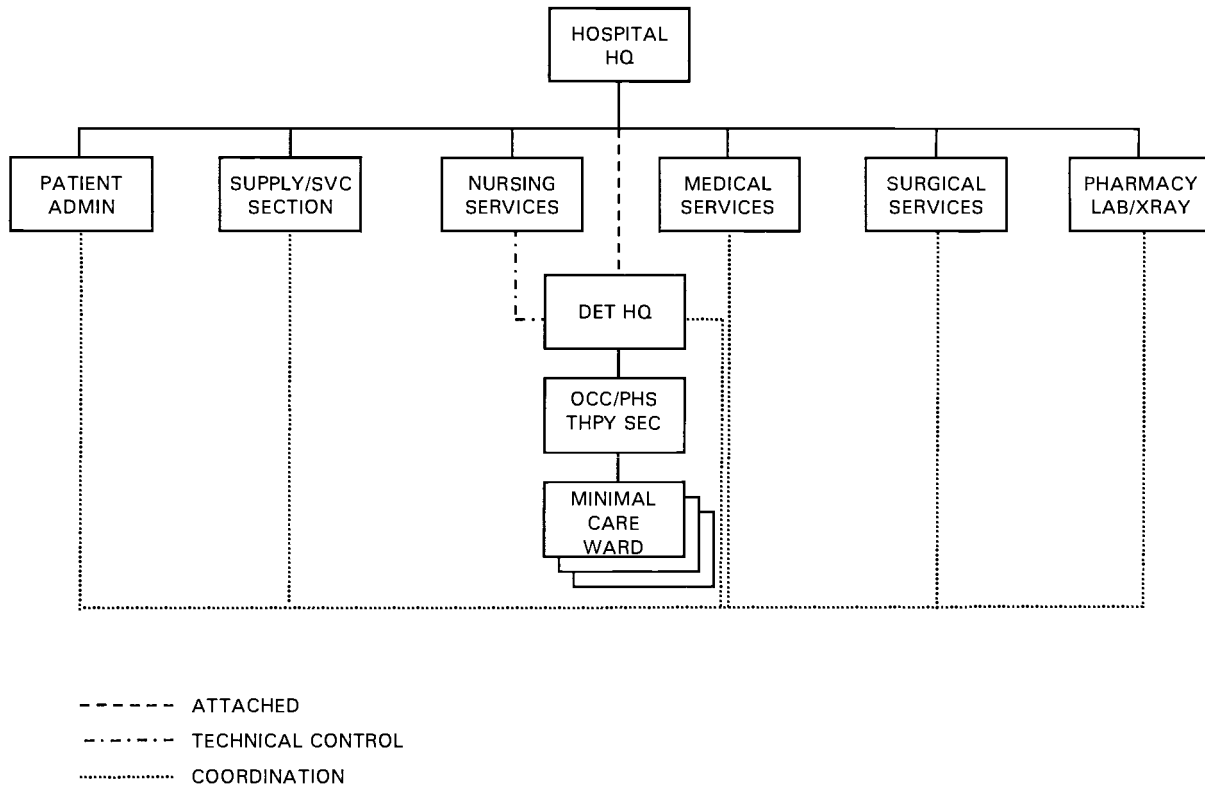 HOSPITAL
HQ
PATIENT
ADMIN
SUPPLY/SVC
SECTION
NURSING
SERVICES
MEDICAL
SERVICES
SURGICAL
SERVICES
PHARMACY
LAB/XRAY
DET HQ
OCC/PHS
THPY SEC
MINIMAL
CARE
WARD
ATTACHED
TECHNICAL CONTROL
COORDINATION